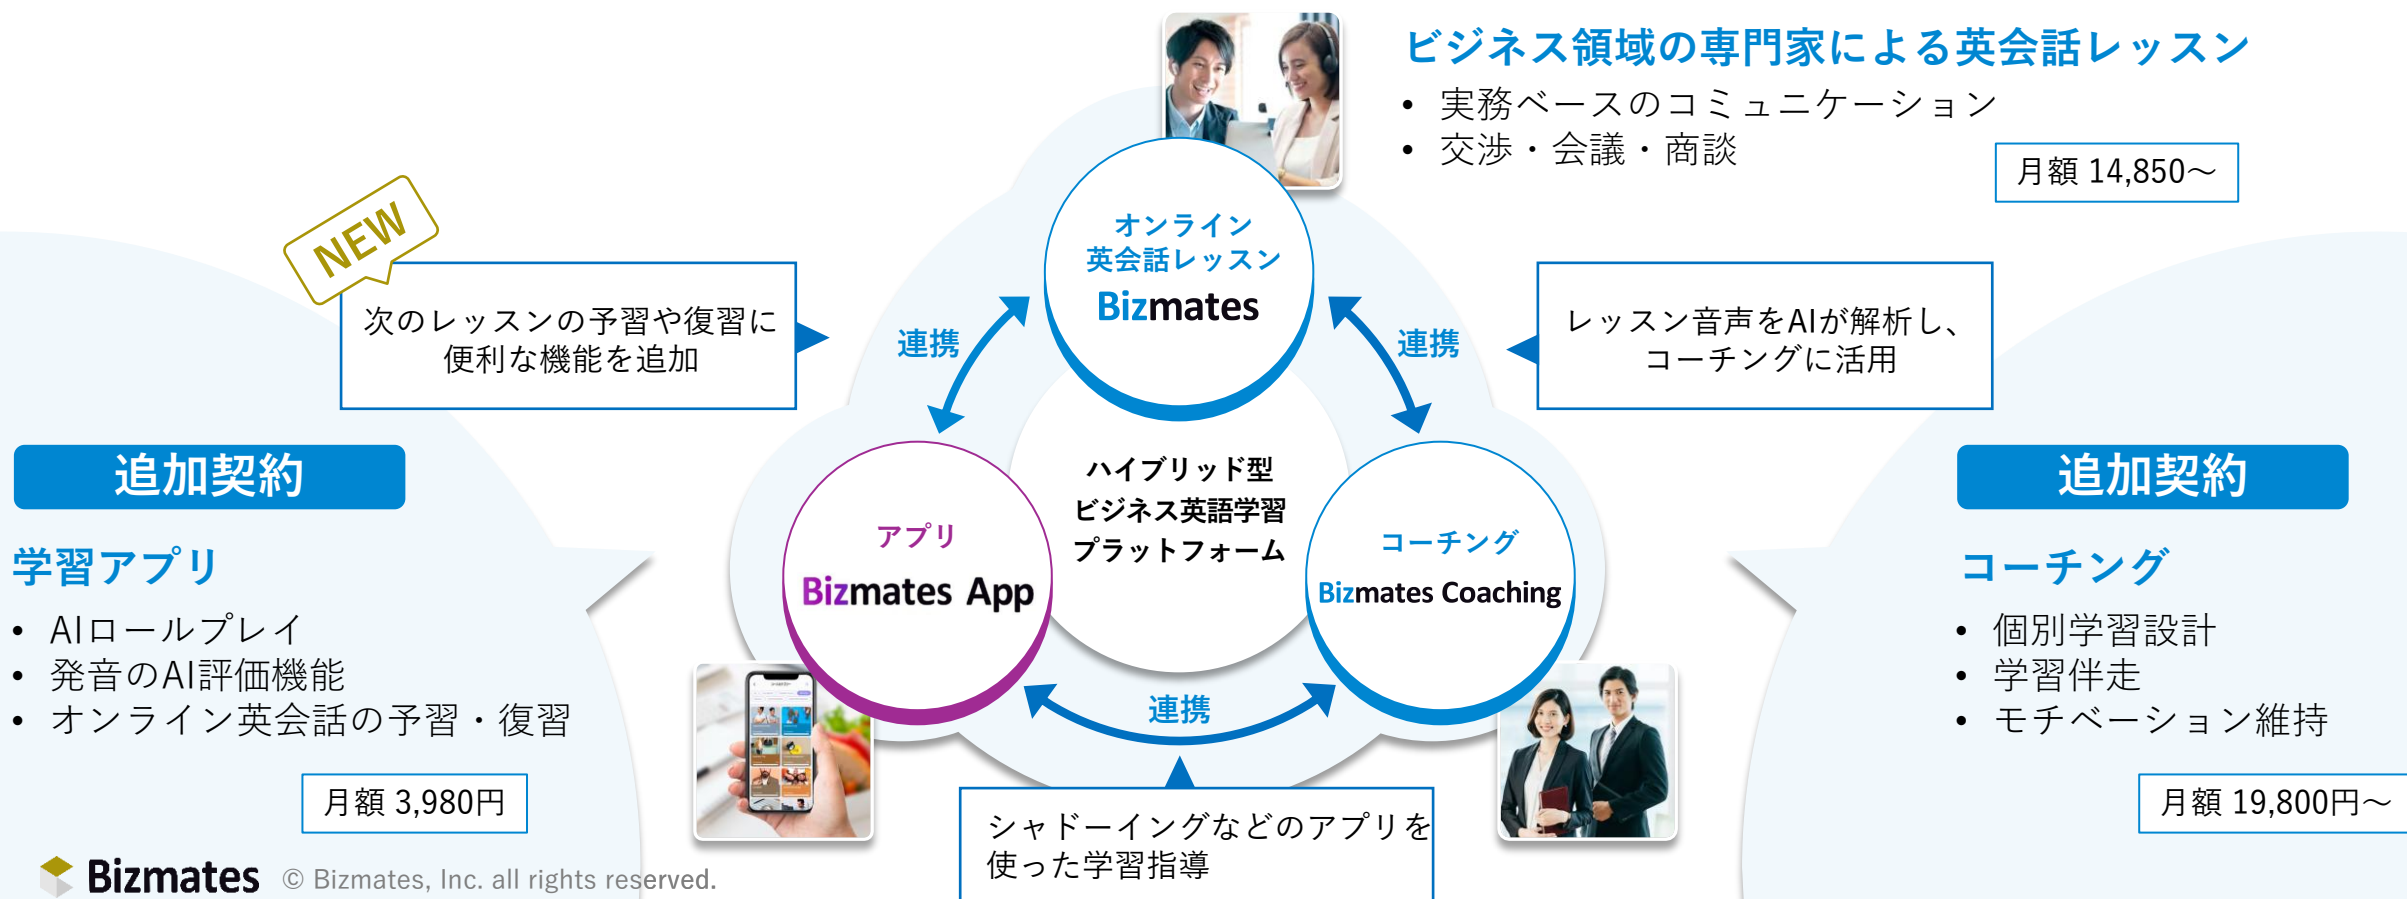 ビジネス領域の専門家による英会話レッスン
• 実務ベースのコミュニケーション
• 交渉・会議・商談
月額 14,850～
NEW
次のレッスンの予習や復習に
便利な機能を追加
オンライン
英会話レッスン
Bizmates
連携
連携
レッスン音声をAIが解析し、
コーチングに活用
ハイブリッド型
ビジネス英語学習
プラットフォーム
アプリ
Bizmates App
コーチング
Bizmates Coaching
連携
シャドーイングなどのアプリを
使った学習指導
追加契約
学習アプリ
• AIロールプレイ
• 発音のAI評価機能
• オンライン英会話の予習・復習
月額 3,980円
追加契約
コーチング
• 個別学習設計
• 学習伴走
• モチベーション維持
月額 19,800円～
Bizmates © Bizmates, Inc. all rights reserved.